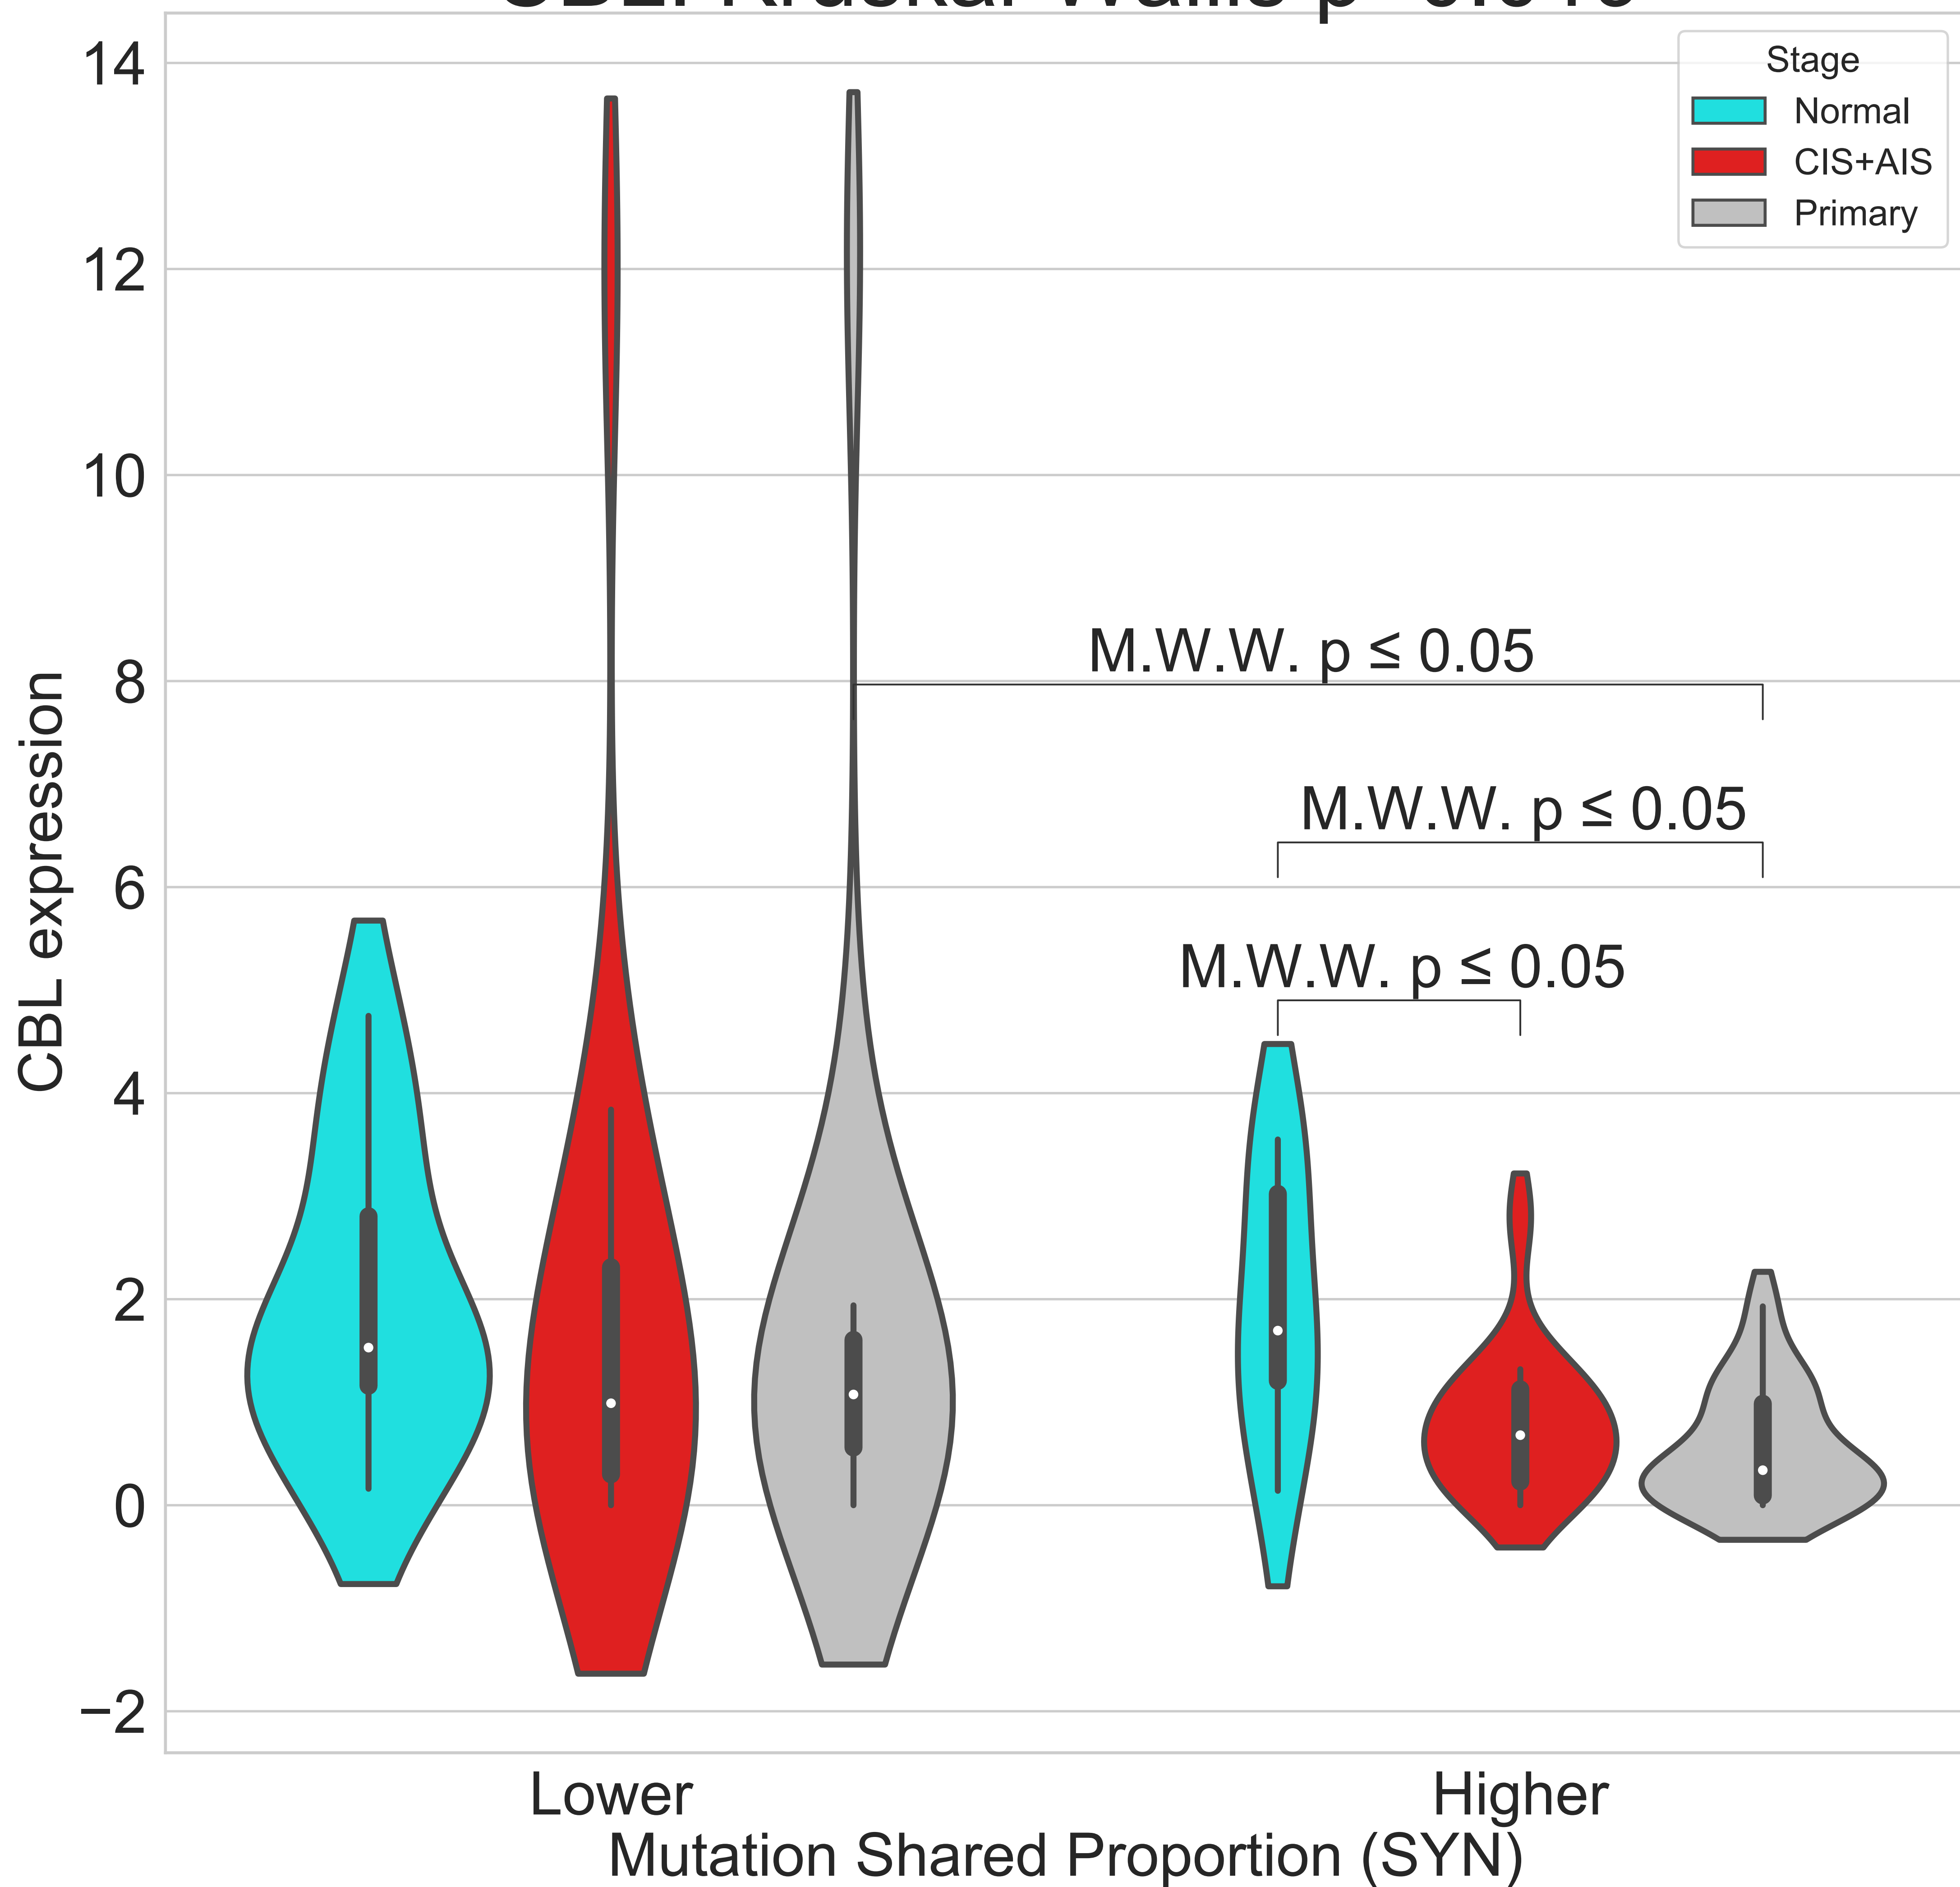 14
12
10
8
6
4
2
0
−2
CBL expression
Stage
Normal
CIS+AIS
Primary
M.W.W. p ≤ 0.05
M.W.W. p ≤ 0.05
M.W.W. p ≤ 0.05
Lower
Higher
Mutation Shared Proportion (SYN)